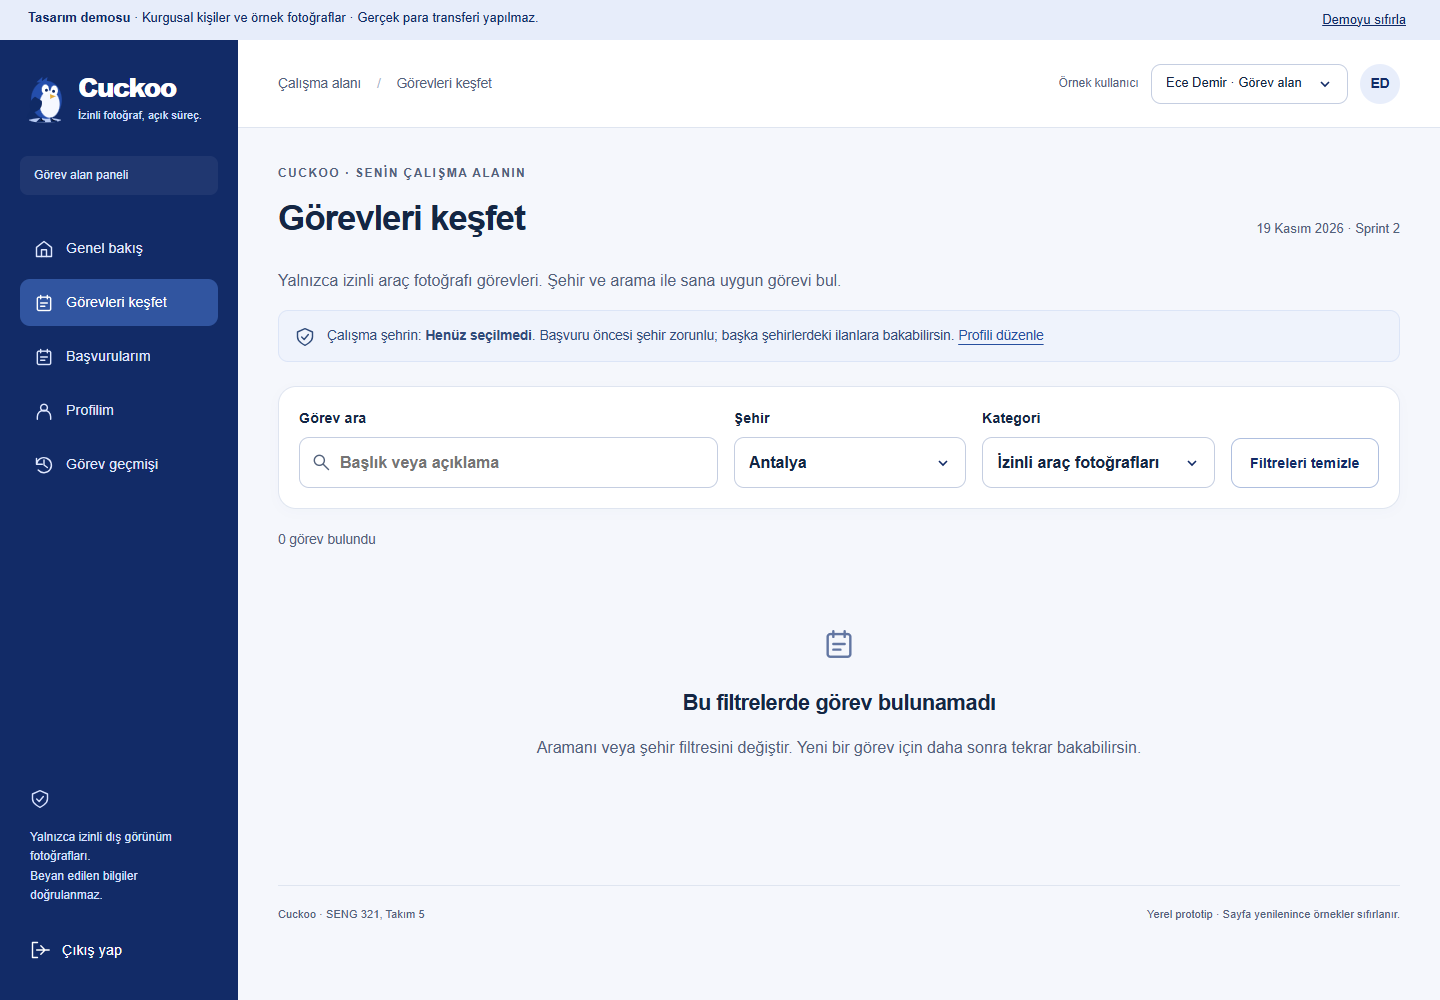 Tasarım demosu · Kurgusal kişiler ve örnek fotoğraflar · Gerçek para transferi yapılmaz.
Demoyu sıfırla
Cuckoo
İzinli fotoğraf, açık süreç.
Görev alan paneli
Genel bakış
Görevleri keşfet
Başvurularım
Profilim
Görev geçmişi
Yalnızca izinli dış görünüm
fotoğrafları.
Beyan edilen bilgiler
doğrulanmaz.
Çıkış yap
Çalışma alanı / Görevleri keşfet
Örnek kullanıcı
Ece Demir · Görev alan
ED
CUCKOO · SENİN ÇALIŞMA ALANIN
Görevleri keşfet
19 Kasım 2026 · Sprint 2
Yalnızca izinli araç fotoğrafı görevleri. Şehir ve arama ile sana uygun görevi bul.
Çalışma şehrin: Henüz seçilmedi. Başvuru öncesi şehir zorunlu; başka şehirlerdeki ilanlara bakabilirsin. Profili düzenle
Görev ara
Başlık veya açıklama
Şehir
Antalya
Kategori
İzinli araç fotoğrafları
Filtreleri temizle
0 görev bulundu
Bu filtrelerde görev bulunamadı
Aramanı veya şehir filtresini değiştir. Yeni bir görev için daha sonra tekrar bakabilirsin.
Cuckoo · SENG 321, Takım 5
Yerel prototip · Sayfa yenilenince örnekler sıfırlanır.